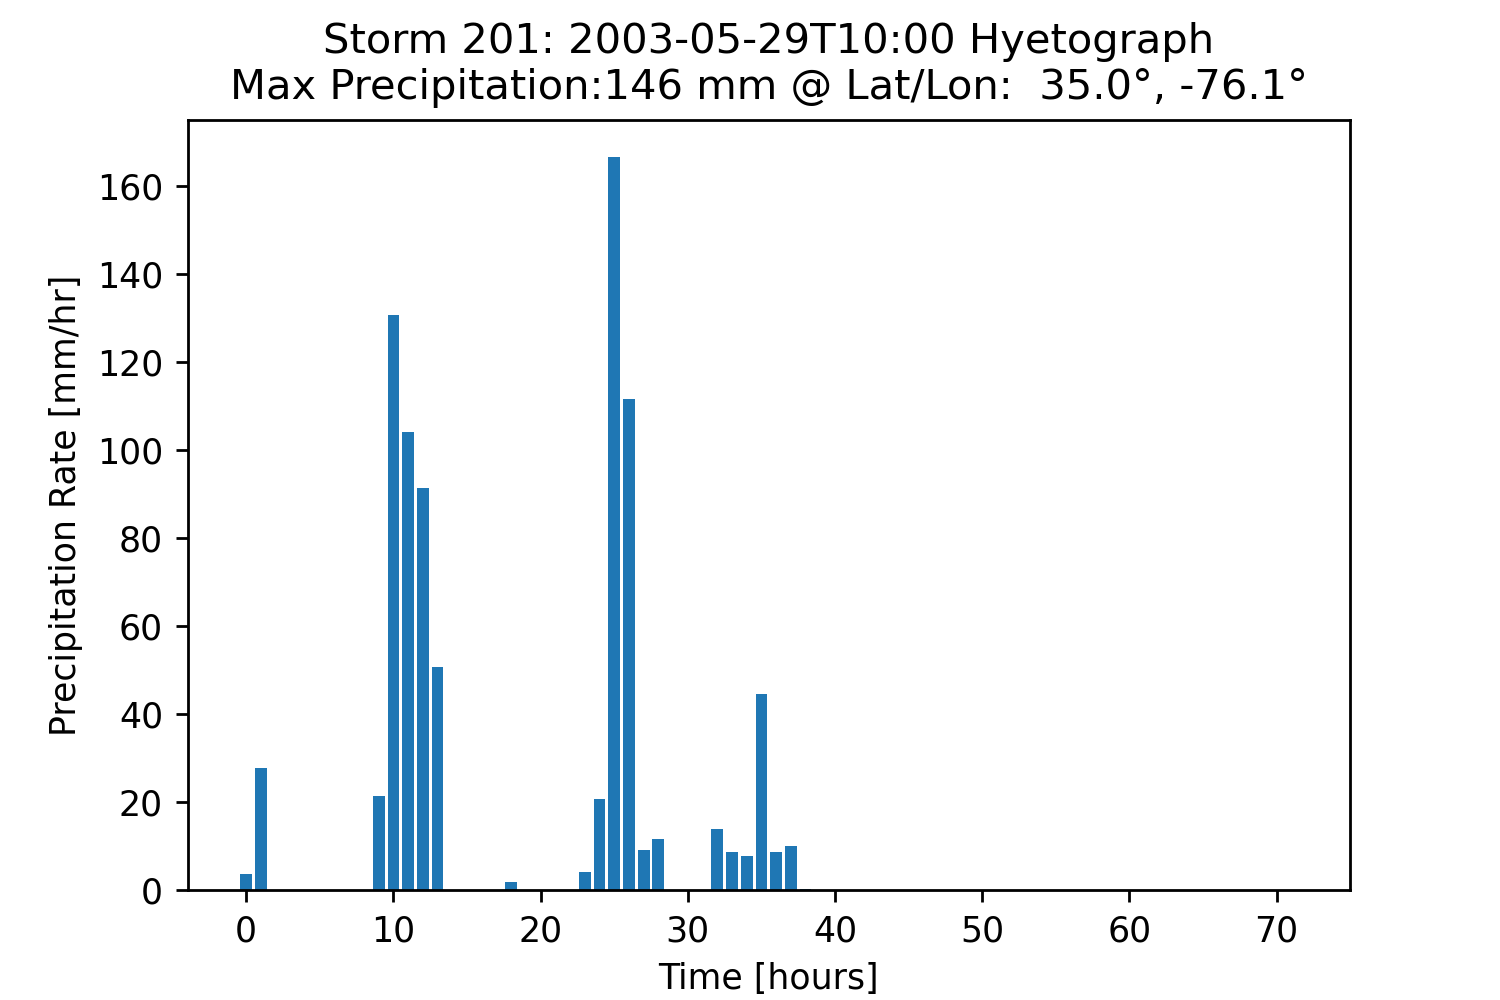 Storm 201: 2003-05-29T10:00 Hyetograph
Max Precipitation:146 mm @ Lat/Lon:  35.0°, -76.1°
160
140
120
100
80
60
40
20
0
Precipitation Rate [mm/hr]
0 10 20 30 40 50 60 70
Time [hours]